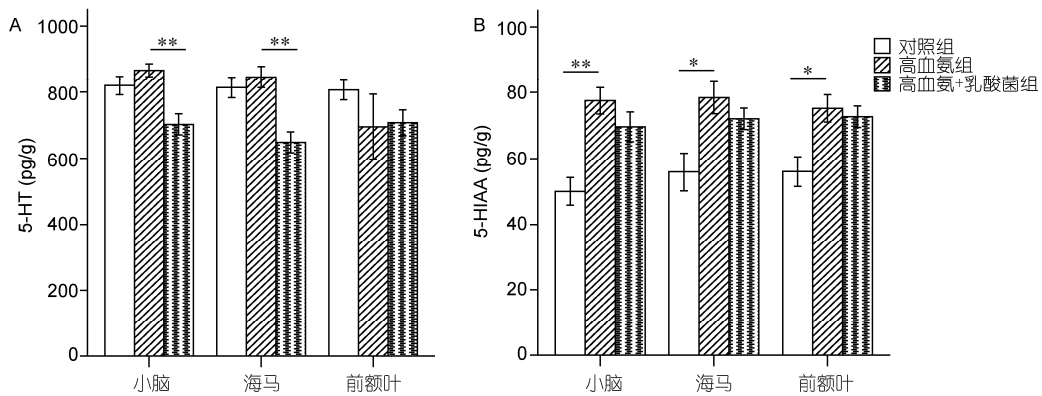 A
5-HT (pg/g)
1000
800
600
400
200
0
**
**
小脑
海马
前额叶
B
5-HIAA (pg/g)
100
80
60
40
20
0
**
*
*
小脑
海马
前额叶
对照组
高血氨组
高血氨+乳酸菌组